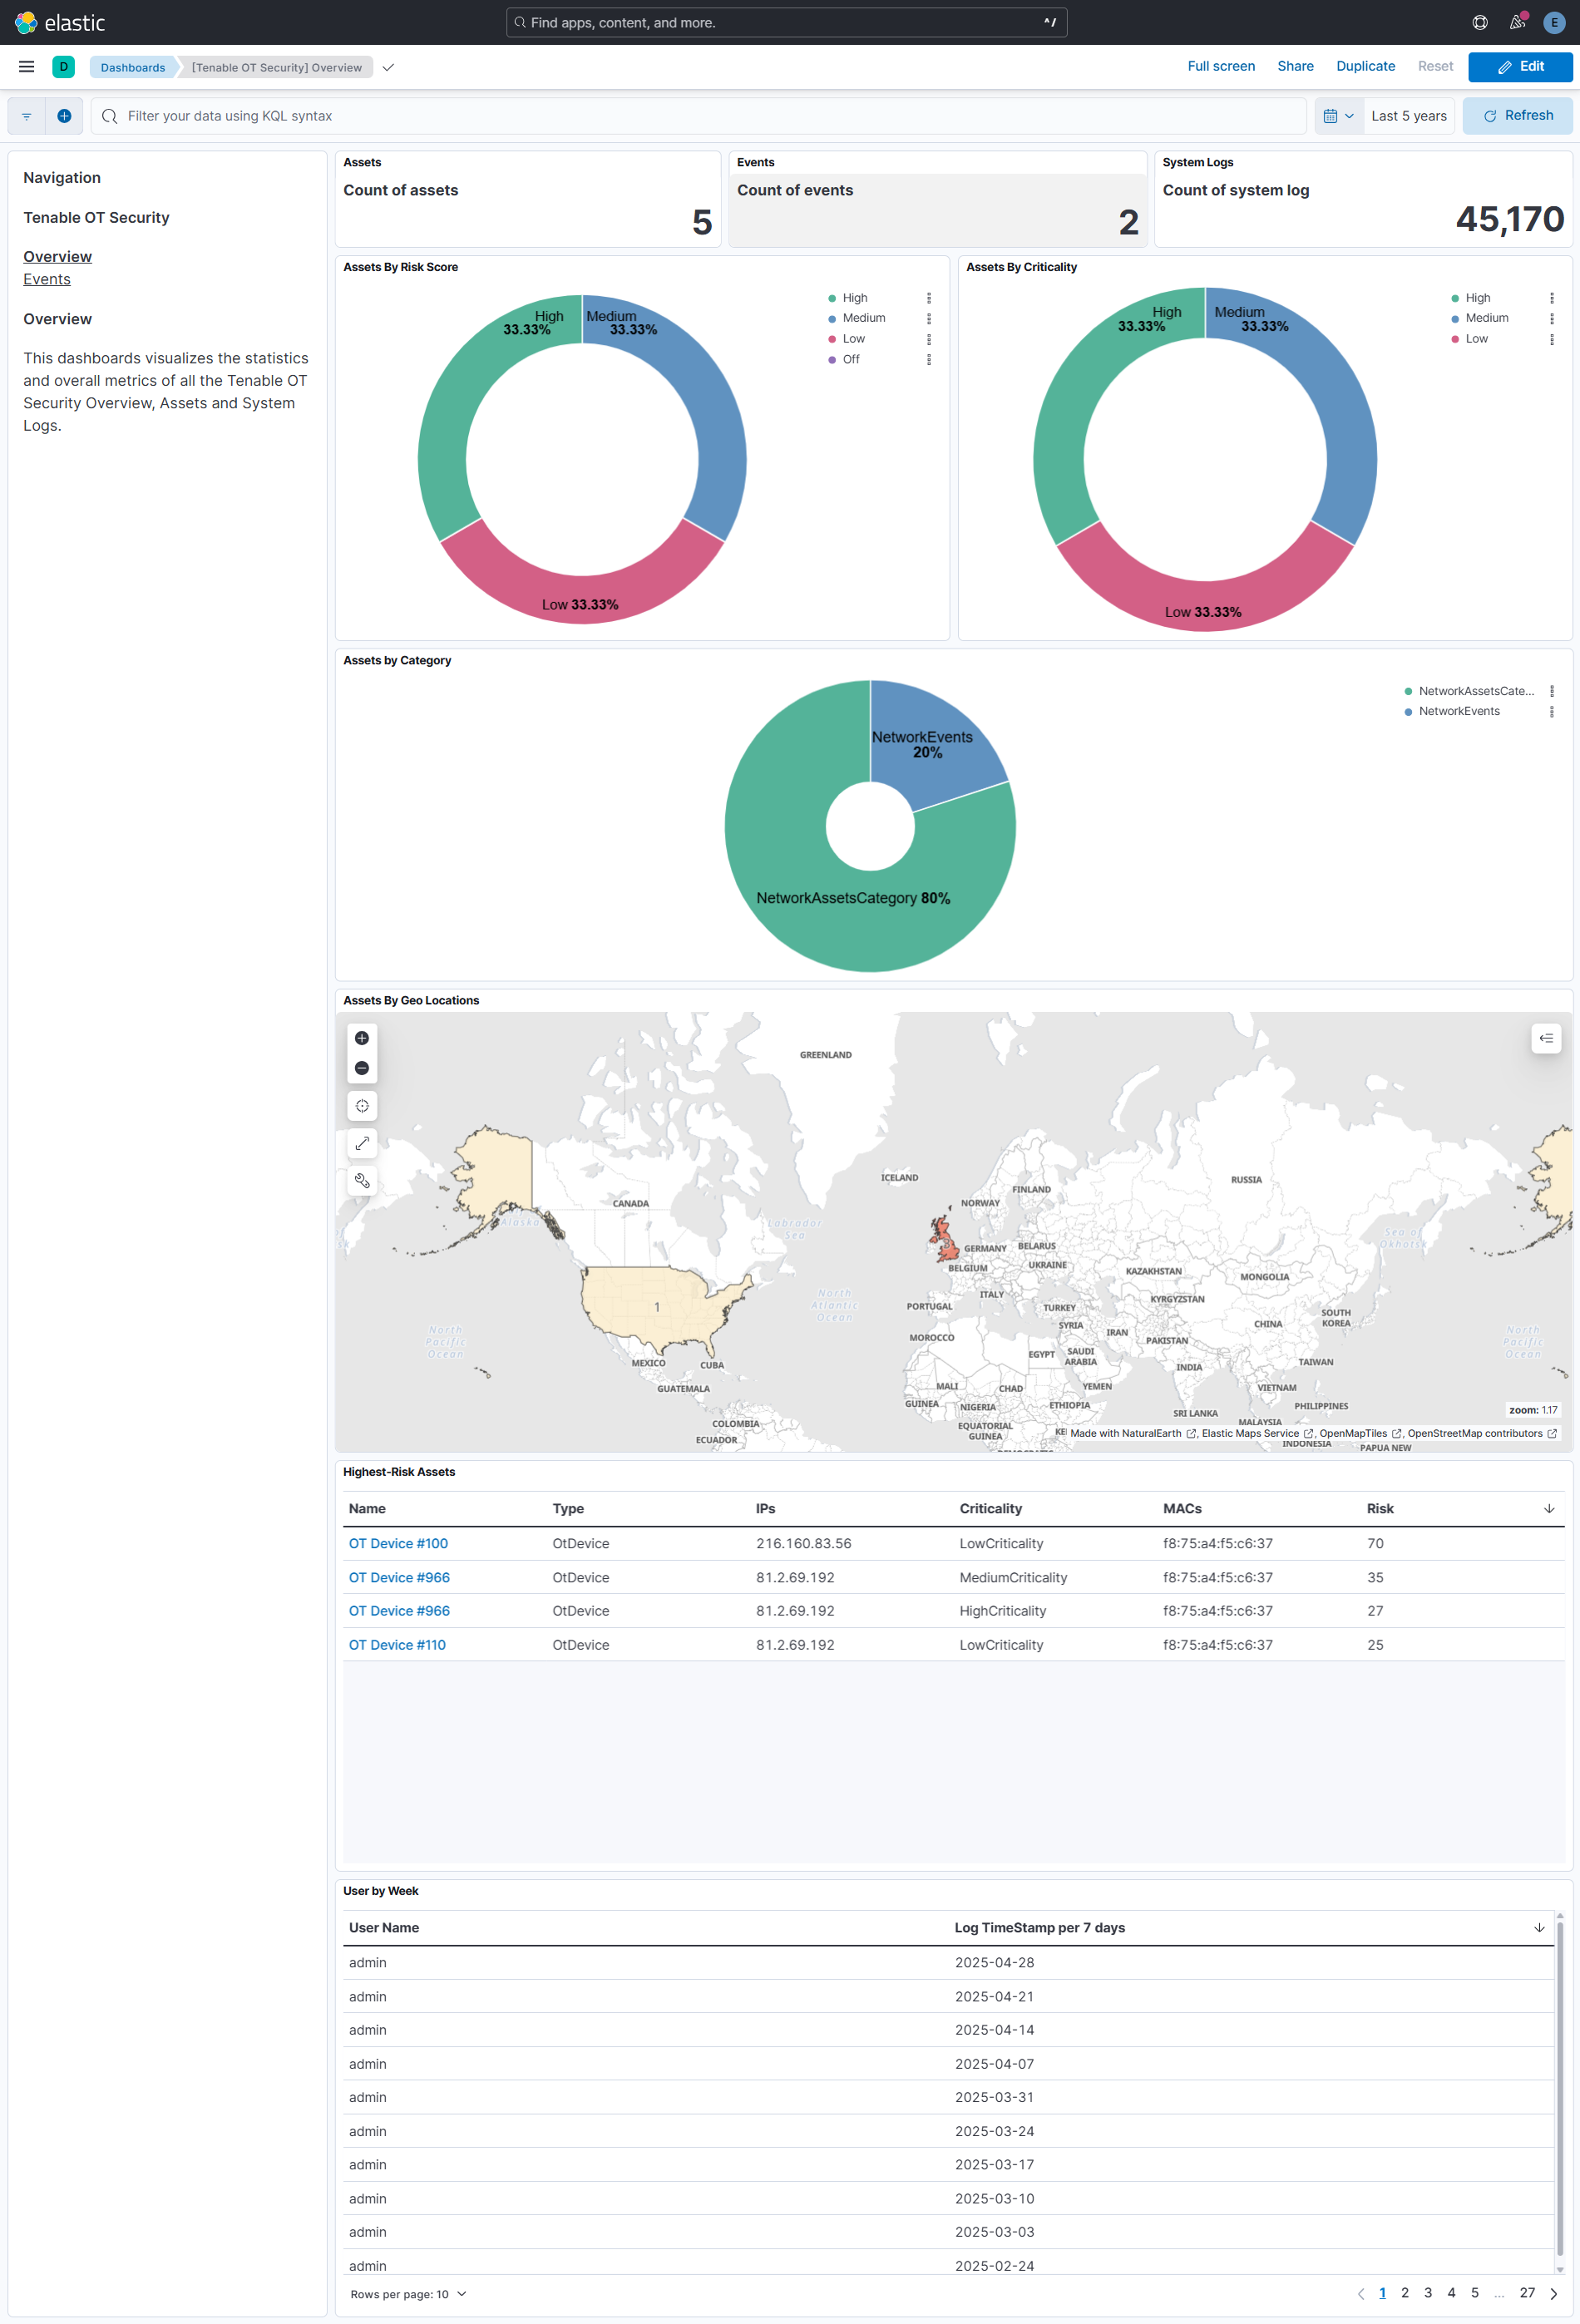 elastic
Find apps, content, and more.
^/
E
D
Dashboards
[Tenable OT Security] Overview
Full screen
Share
Duplicate
Reset
Edit
Filter your data using KQL syntax
Last 5 years
Refresh
Navigation
Tenable OT Security
Overview
Events
Overview
This dashboards visualizes the statistics
and overall metrics of all the Tenable OT
Security Overview, Assets and System
Logs.
Assets
Count of assets
5
Events
Count of events
2
System Logs
Count of system log
45,170
Assets By Risk Score
High
33.33%
Medium
33.33%
Low 33.33%
High
Medium
Low
Off
Assets By Criticality
High
33.33%
Medium
33.33%
Low 33.33%
High
Medium
Low
Assets by Category
NetworkEvents
20%
NetworkAssetsCategory 80%
NetworkAssetsCate...
NetworkEvents
Assets By Geo Locations
GREENLAND
ICELAND
FINLAND
NORWAY
RUSSIA
CANADA
Alaska
Labrador
Sea
Sea of
Okhotsk
GERMANY
BELARUS
BELGIUM
UKRAINE
KAZAKHSTAN
MONGOLIA
ITALY
North
Atlantic
Ocean
1
PORTUGAL
TURKEY
KYRGYZSTAN
SOUTH
KOREA
CHINA
SYRIA
IRAN
PAKISTAN
North
Pacific
Ocean
North
Pacific
Ocean
MOROCCO
EGYPT
SAUDI
ARABIA
INDIA
TAIWAN
MEXICO
CUBA
GUATEMALA
MALI
CHAD
YEMEN
VIETNAM
GUINEA
NIGERIA
ETHIOPIA
PHILIPPINES
SRI LANKA
COLOMBIA
EQUATORIAL
GUINEA
MALAYSIA
ECUADOR
KE
INDONESIA
PAPUA NEW
zoom: 1.17
Made with NaturalEarth , Elastic Maps Service , OpenMapTiles , OpenStreetMap contributors
Highest-Risk Assets
Name Type IPs Criticality MACs Risk
OT Device #100 OtDevice 216.160.83.56 LowCriticality f8:75:a4:f5:c6:37 70
OT Device #966 OtDevice 81.2.69.192 MediumCriticality f8:75:a4:f5:c6:37 35
OT Device #966 OtDevice 81.2.69.192 HighCriticality f8:75:a4:f5:c6:37 27
OT Device #110 OtDevice 81.2.69.192 LowCriticality f8:75:a4:f5:c6:37 25
User by Week
User Name Log TimeStamp per 7 days
admin 2025-04-28
admin 2025-04-21
admin 2025-04-14
admin 2025-04-07
admin 2025-03-31
admin 2025-03-24
admin 2025-03-17
admin 2025-03-10
admin 2025-03-03
admin 2025-02-24
Rows per page: 10
1 2 3 4 5 ... 27